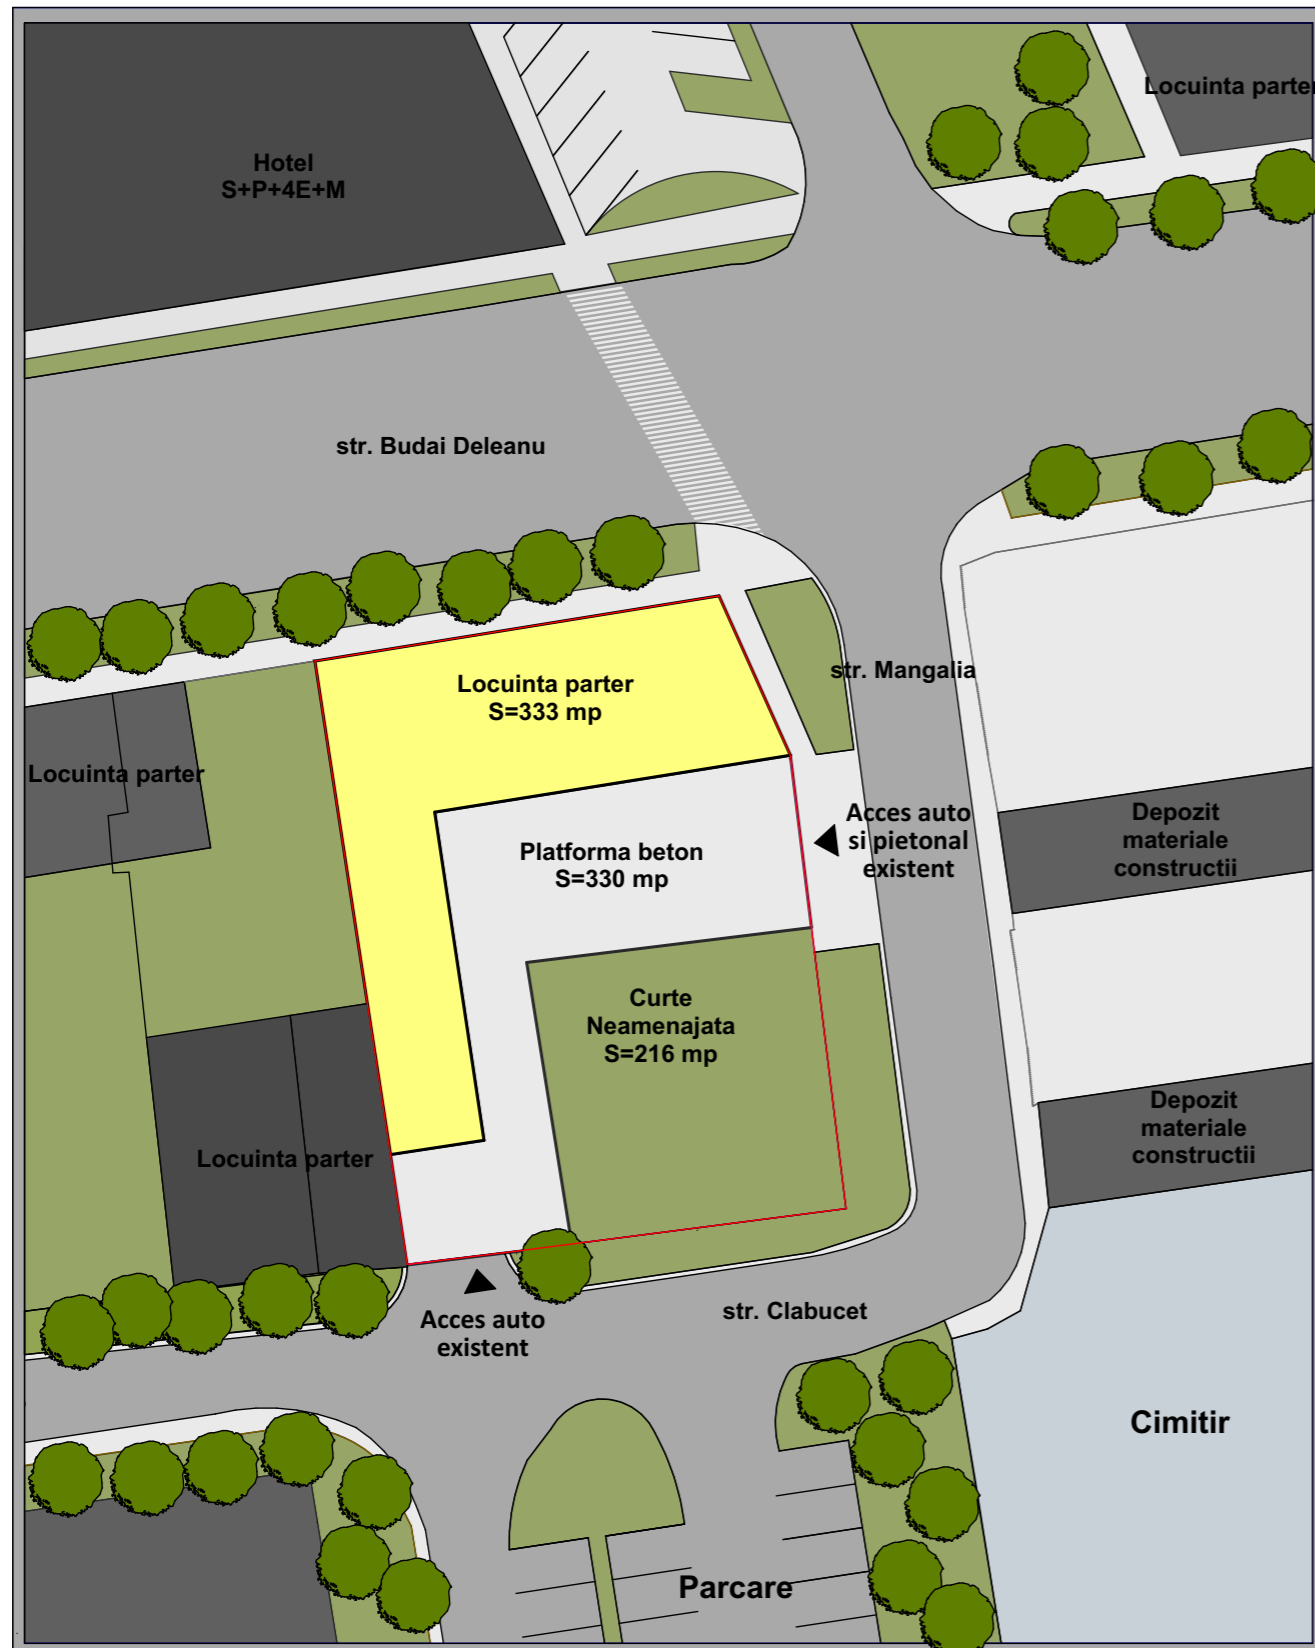 Locuinta parter
Hotel
S+P+4E+M
str. Budai Deleanu
Locuinta parter
S=333 mp
str. Mangalia
Locuinta parter
Platforma beton
S=330 mp
Acces auto
si pietonal
existent
Depozit
materiale
constructii
Curte
Neamenajata
S=216 mp
Locuinta parter
Depozit
materiale
constructii
Acces auto
existent
str. Clabucet
Cimitir
Parcare